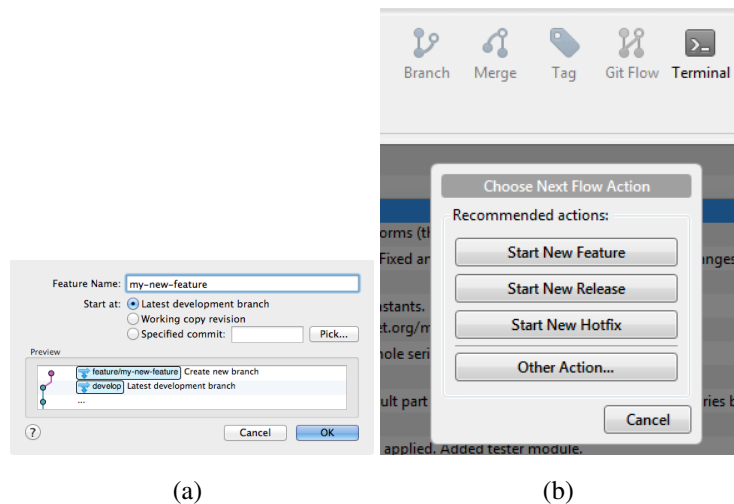 Feature Name: my-new-feature
Start at: Latest development branch
Working copy revision
Specified commit: Pick...
Preview
feature/my-new-feature Create new branch
develop Latest development branch
...
? Cancel OK
(a)
Branch Merge Tag Git Flow Terminal
Choose Next Flow Action
Recommended actions:
orms (th
Start New Feature
Fixed an
anges
Start New Release
nstants.
Start New Hotfix
et.org/m
nole seri
Other Action...
ult part
ries b
Cancel
applied. Added tester module.
(b)